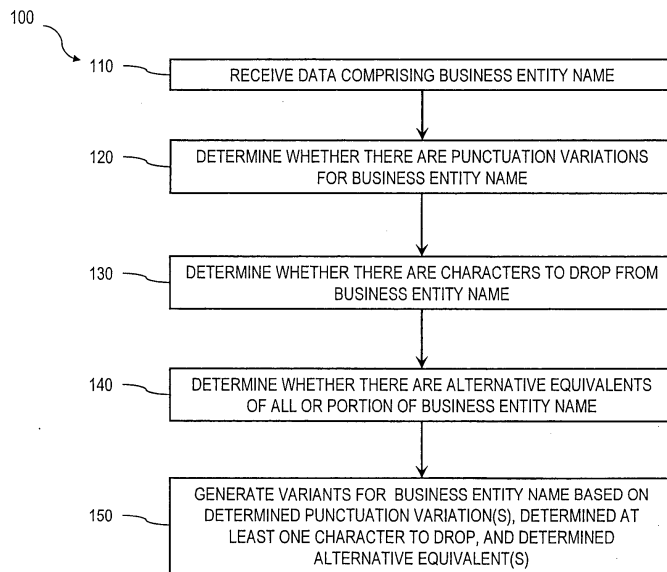 100
110
RECEIVE DATA COMPRISING BUSINESS ENTITY NAME
120
DETERMINE WHETHER THERE ARE PUNCTUATION VARIATIONS
FOR BUSINESS ENTITY NAME
130
DETERMINE WHETHER THERE ARE CHARACTERS TO DROP FROM
BUSINESS ENTITY NAME
140
DETERMINE WHETHER THERE ARE ALTERNATIVE EQUIVALENTS
OF ALL OR PORTION OF BUSINESS ENTITY NAME
150
GENERATE VARIANTS FOR BUSINESS ENTITY NAME BASED ON
DETERMINED PUNCTUATION VARIATION(S), DETERMINED AT
LEAST ONE CHARACTER TO DROP, AND DETERMINED
ALTERNATIVE EQUIVALENT(S)